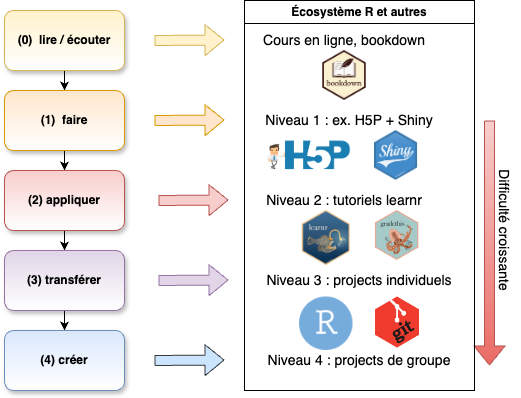 Écosystème R et autres
(0) lire / écouter
Cours en ligne, bookdown
bookdown
(1) faire
Niveau 1 : ex. H5P + Shiny
H5P
Shiny
(2) appliquer
Niveau 2 : tutoriels learnr
learnr
gradethis
(3) transférer
Niveau 3 : projects individuels
R
git
(4) créer
Niveau 4 : projects de groupe
Difficulté croissante